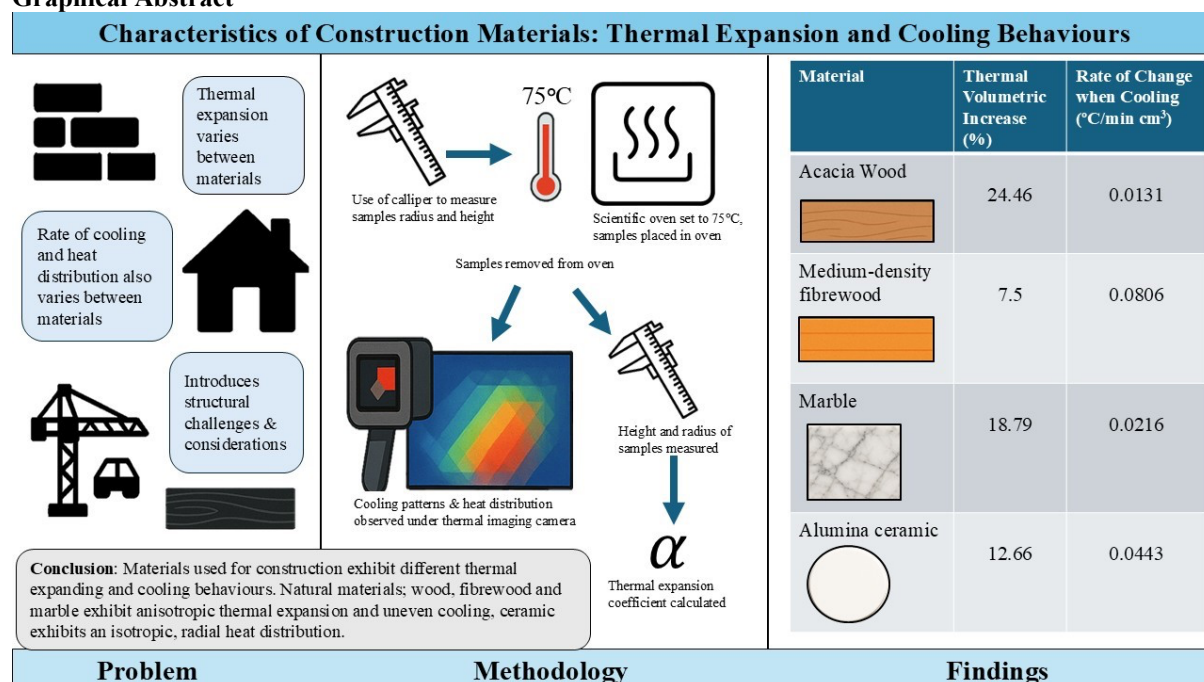 Graphical Abstract
Characteristics of Construction Materials: Thermal Expansion and Cooling Behaviours
Thermal
expansion
varies
between
materials
Rate of cooling
and heat
distribution also
varies between
materials
Introduces
structural
challenges &
considerations
75°C
Use of calliper to measure
samples radius and height
Scientific oven set to 75°C,
samples placed in oven
Samples removed from oven
Cooling patterns & heat distribution
observed under thermal imaging camera
Height and radius of
samples measured
α
Thermal expansion
coefficient calculated
Material
Thermal
Volumetric
Increase
(%)
Rate of Change
when Cooling
(°C/min cm³)
Acacia Wood
24.46
0.0131
Medium-density
fibrewood
7.5
0.0806
Marble
18.79
0.0216
Alumina ceramic
12.66
0.0443
Conclusion: Materials used for construction exhibit different thermal
expanding and cooling behaviours. Natural materials; wood, fibrewood and
marble exhibit anisotropic thermal expansion and uneven cooling, ceramic
exhibits an isotropic, radial heat distribution.
Problem
Methodology
Findings